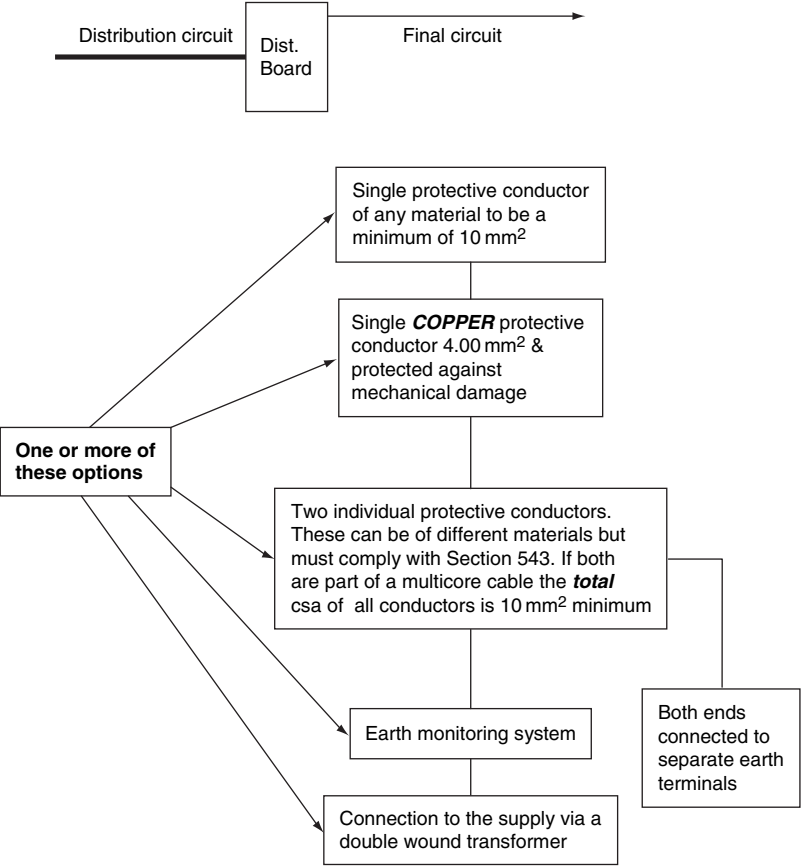 Distribution circuit
Dist.
Board
Final circuit
Single protective conductor
of any material to be a
minimum of 10 mm²
Single COPPER protective
conductor 4.00 mm² &
protected against
mechanical damage
One or more of
these options
Two individual protective conductors.
These can be of different materials but
must comply with Section 543. If both
are part of a multicore cable the total
csa of all conductors is 10 mm² minimum
Earth monitoring system
Both ends
connected to
separate earth
terminals
Connection to the supply via a
double wound transformer